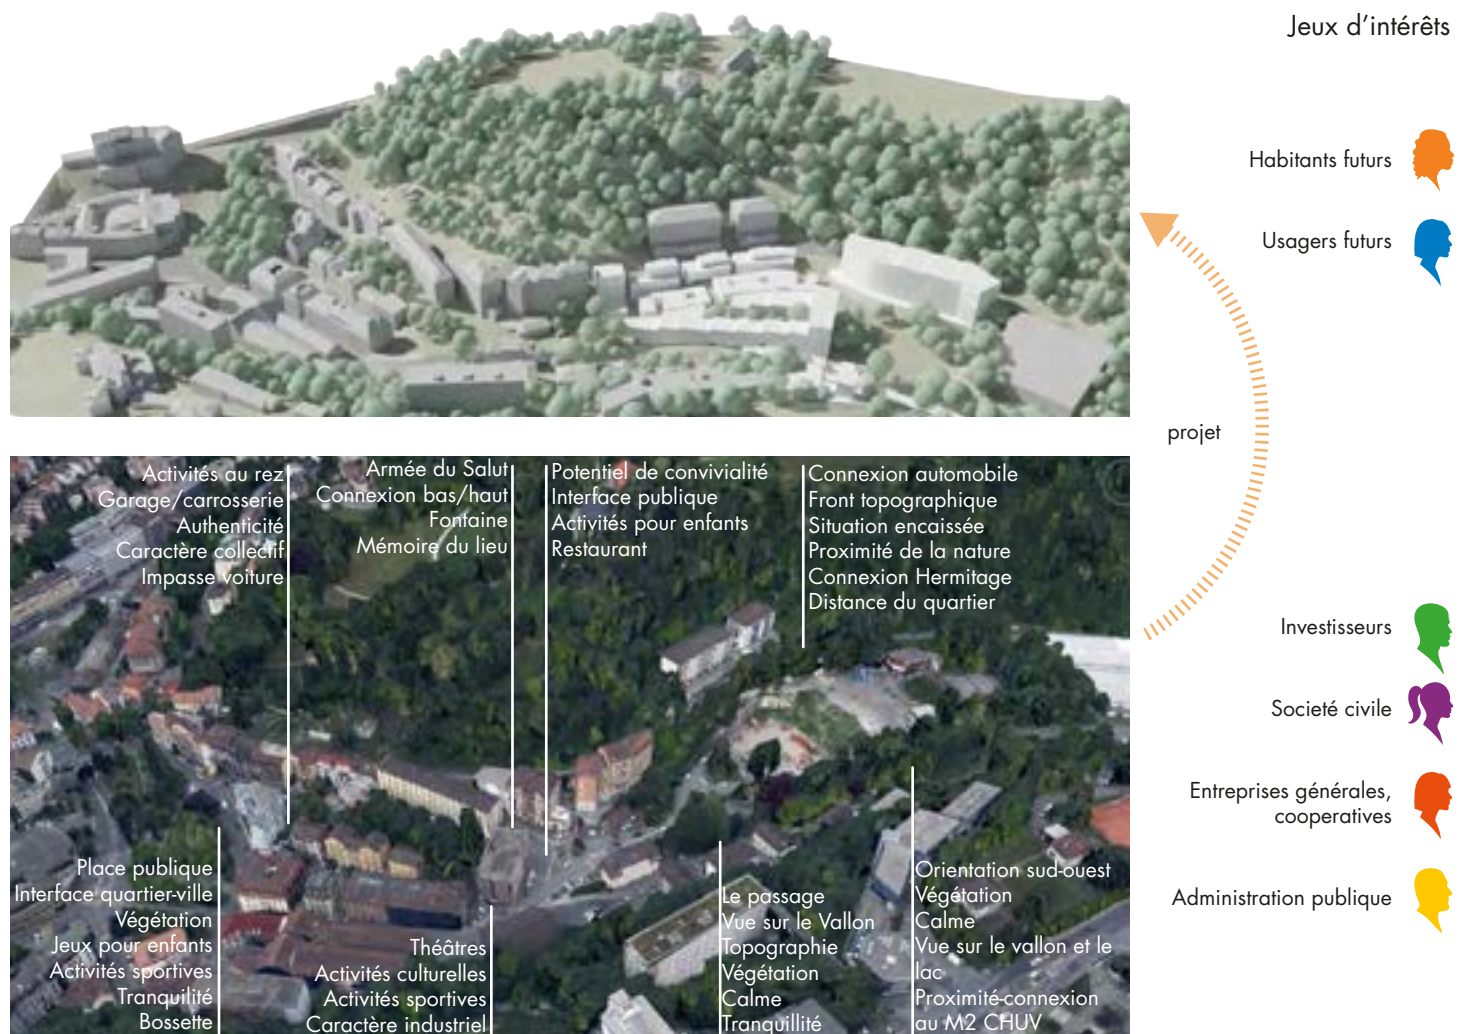 Jeux d'intérêts
Habitants futurs
Usagers futurs
projet
Investisseurs
Societé civile
Entreprises générales,
cooperatives
Administration publique
Activités au rez
Garage/carrosserie
Authenticité
Caractère collectif
Impasse voiture
Armée du Salut
Connexion bas/haut
Fontaine
Mémoire du lieu
Potentiel de convivialité
Interface publique
Activités pour enfants
Restaurant
Connexion automobile
Front topographique
Situation encaissée
Proximité de la nature
Connexion Hermitage
Distance du quartier
Place publique
Interface quartier-ville
Végétation
Jeux pour enfants
Activités sportives
Tranquilité
Bossette
Théâtres
Activités culturelles
Activités sportives
Caractère industriel
Le passage
Vue sur le Vallon
Topographie
Végétation
Calme
Tranquillité
Orientation sud-ouest
Végétation
Calme
Vue sur le vallon et le
lac
Proximité-connexion
au M2 CHUV